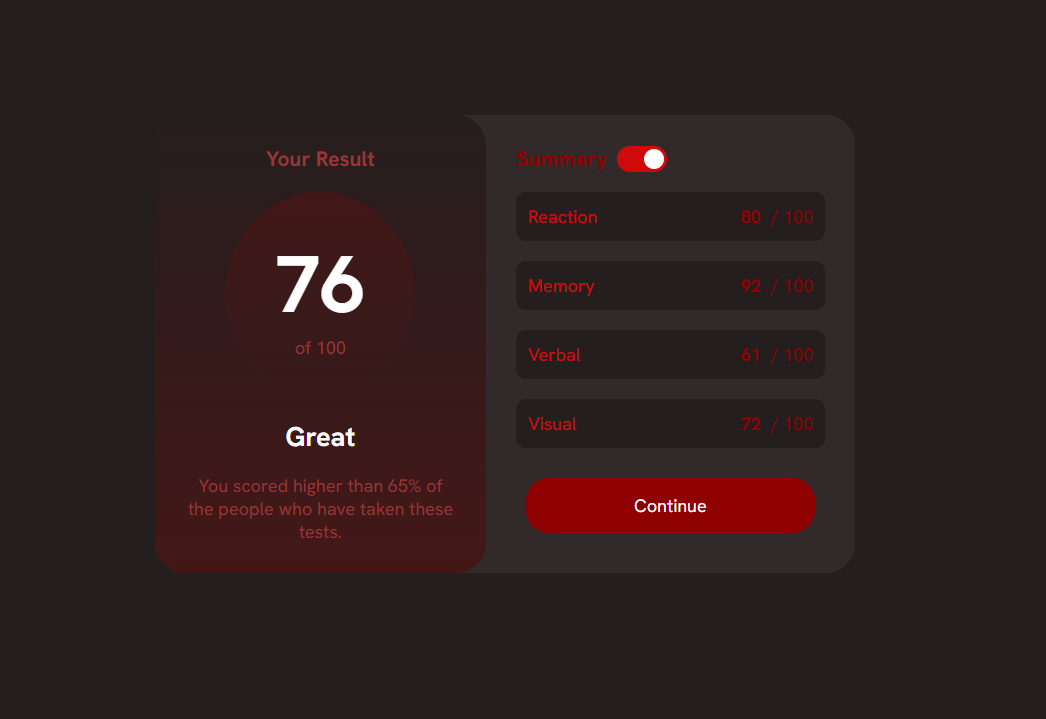 Your Result
76
of 100
Great
You scored higher than 65% of
the people who have taken these
tests.
Summary
Reaction 80 / 100
Memory 92 / 100
Verbal 61 / 100
Visual 72 / 100
Continue